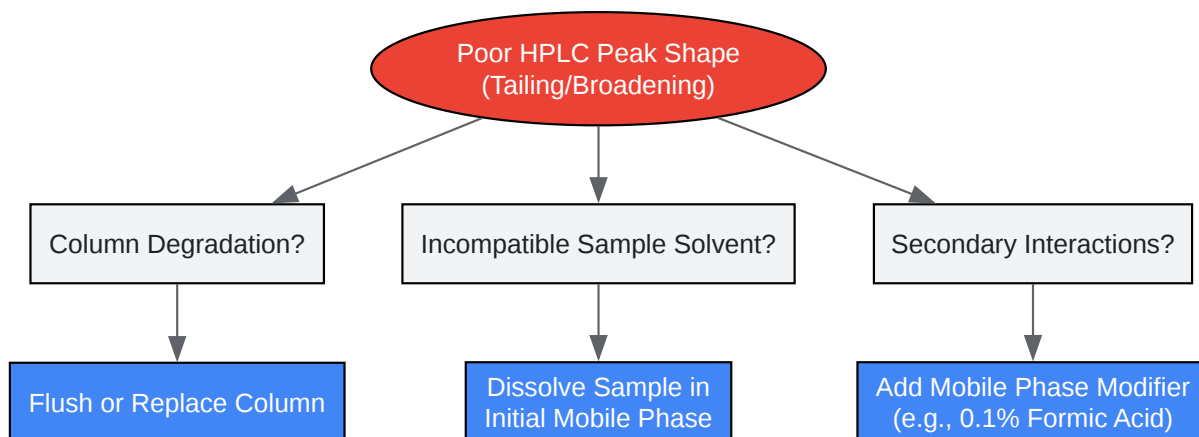 Poor HPLC Peak Shape
(Tailing/Broadening)
Column Degradation?
Incompatible Sample Solvent?
Secondary Interactions?
Flush or Replace Column
Dissolve Sample in
Initial Mobile Phase
Add Mobile Phase Modifier
(e.g., 0.1% Formic Acid)